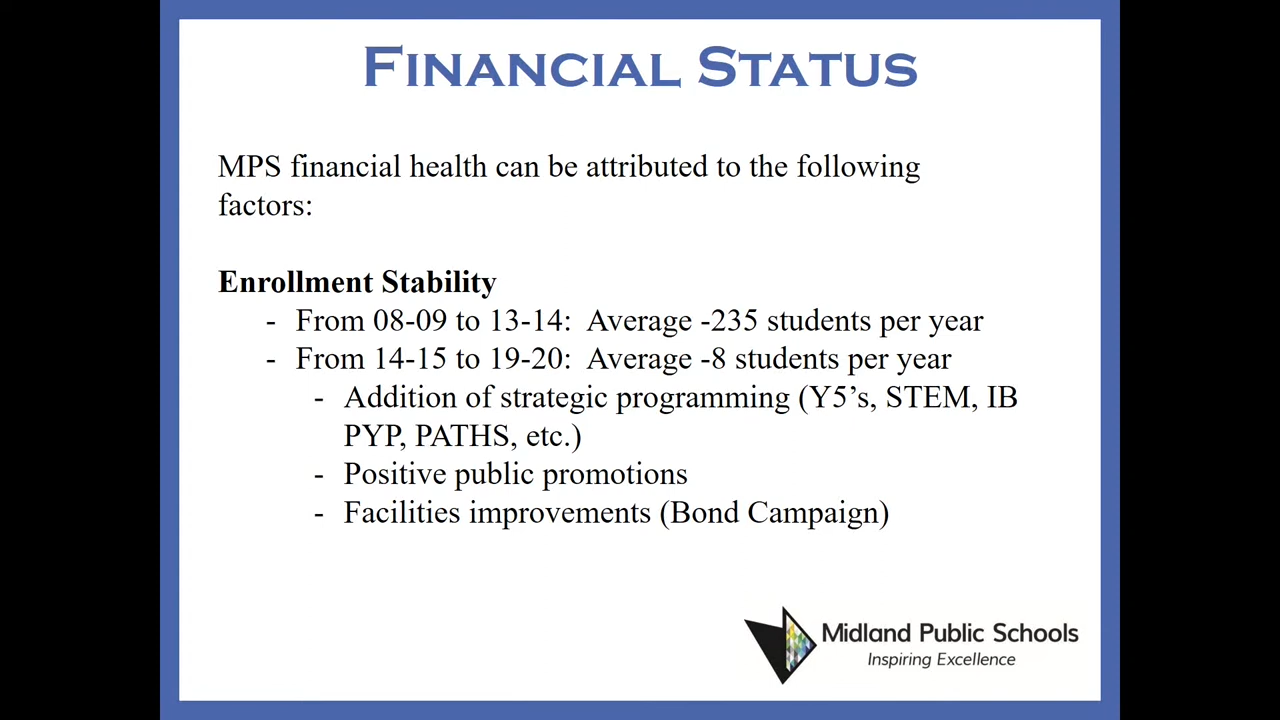 FINANCIAL STATUS
MPS financial health can be attributed to the following
factors:
Enrollment Stability
- From 08-09 to 13-14: Average -235 students per year
- From 14-15 to 19-20: Average -8 students per year
- Addition of strategic programming (Y5’s, STEM, IB
PYP, PATHS, etc.)
- Positive public promotions
- Facilities improvements (Bond Campaign)
Midland Public Schools
Inspiring Excellence